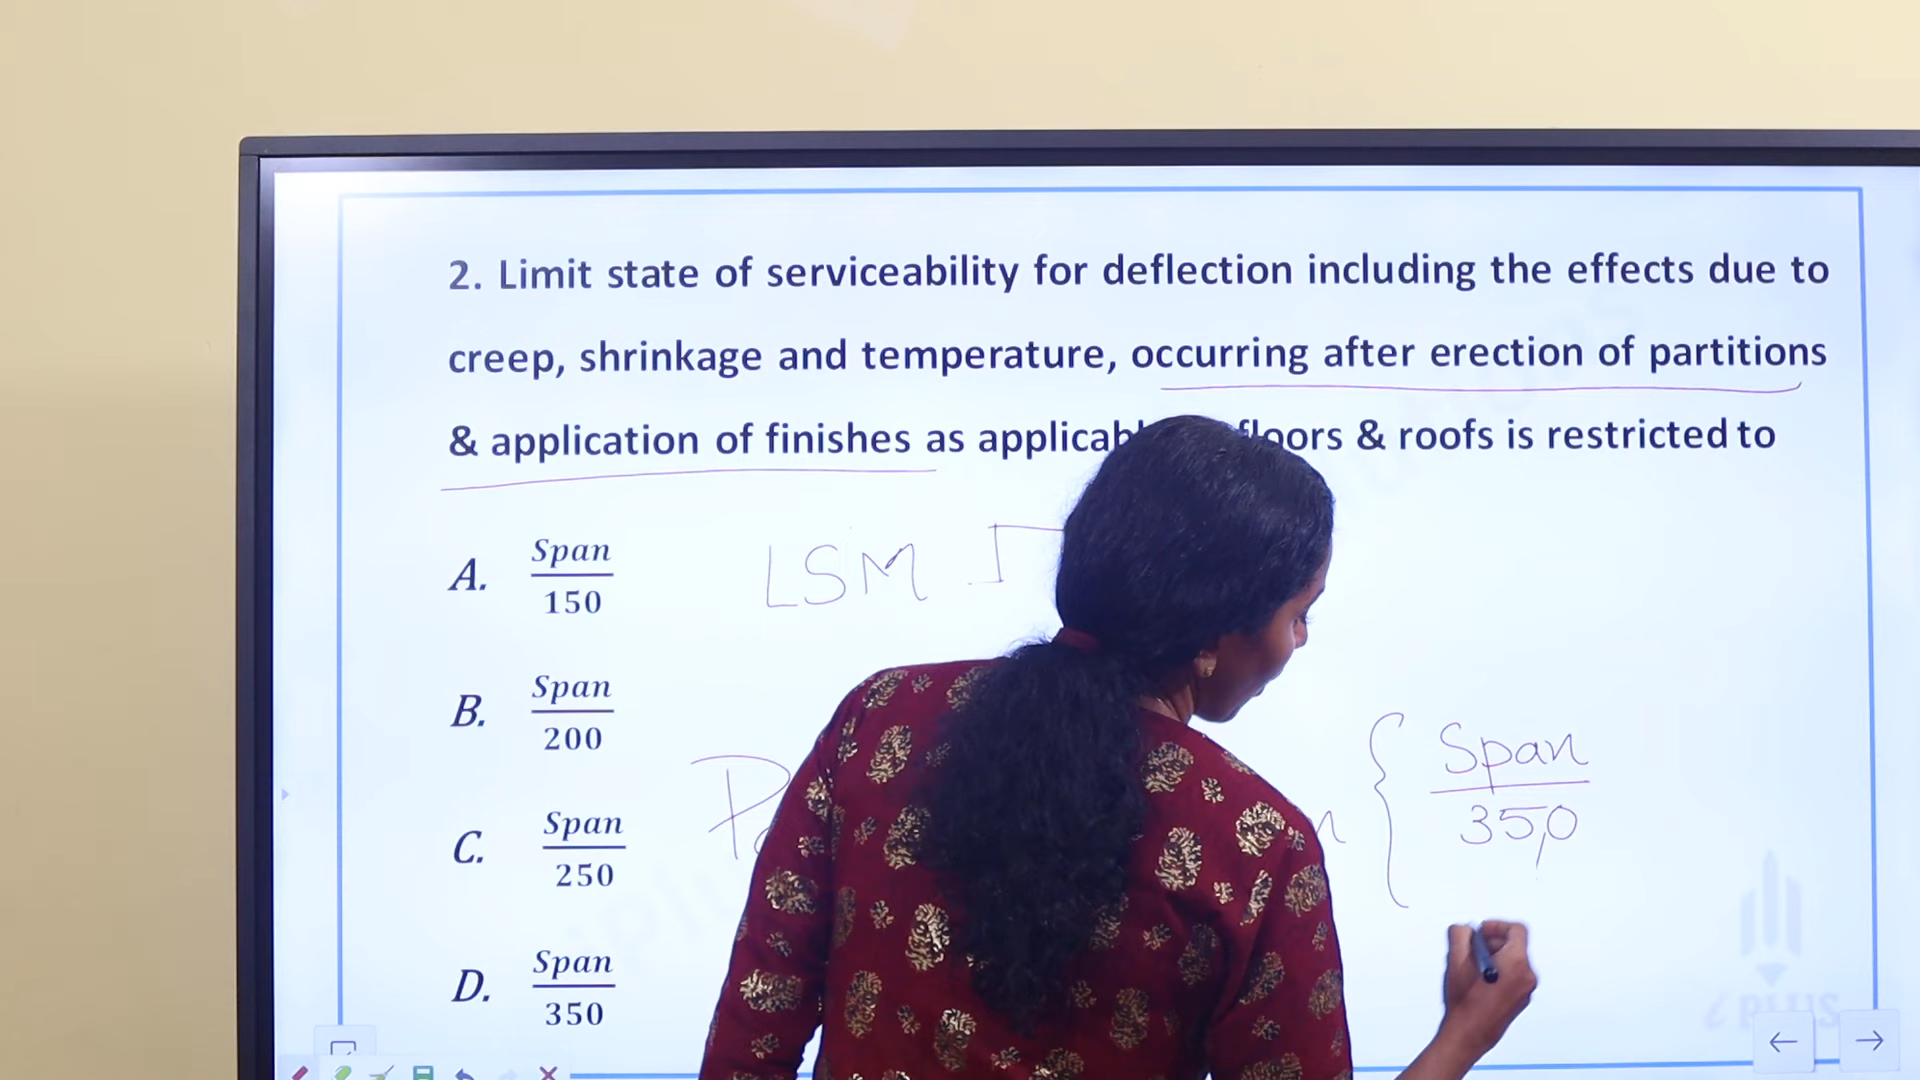 2. Limit state of serviceability for deflection including the effects due to
creep, shrinkage and temperature, occurring after erection of partitions
& application of finishes as floors & roofs is restricted to
A. Span
150
B. Span
200
C. Span
250
D. Span
350
LSM
Span
350
PLUS